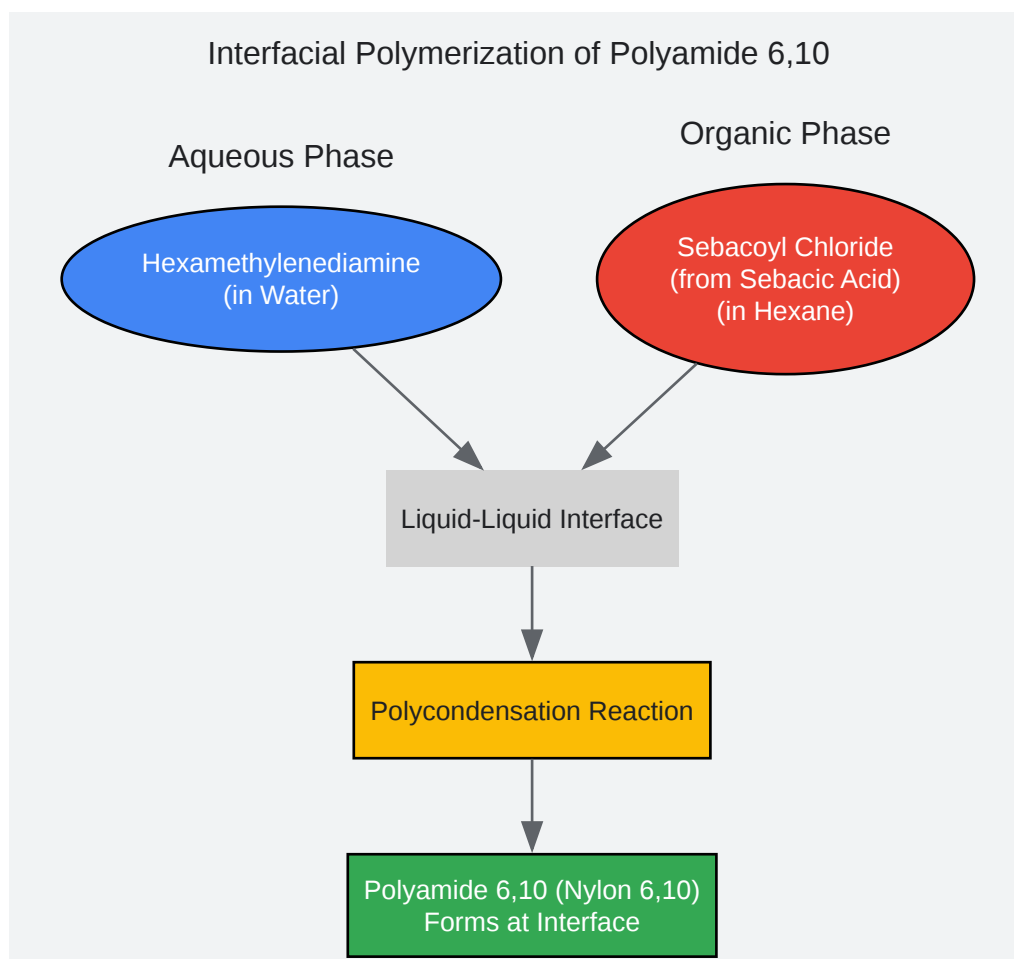 Interfacial Polymerization of Polyamide 6,10
Aqueous Phase
Organic Phase
Hexamethylenediamine
(in Water)
Sebacoyl Chloride
(from Sebacic Acid)
(in Hexane)
Liquid-Liquid Interface
Polycondensation Reaction
Polyamide 6,10 (Nylon 6,10)
Forms at Interface